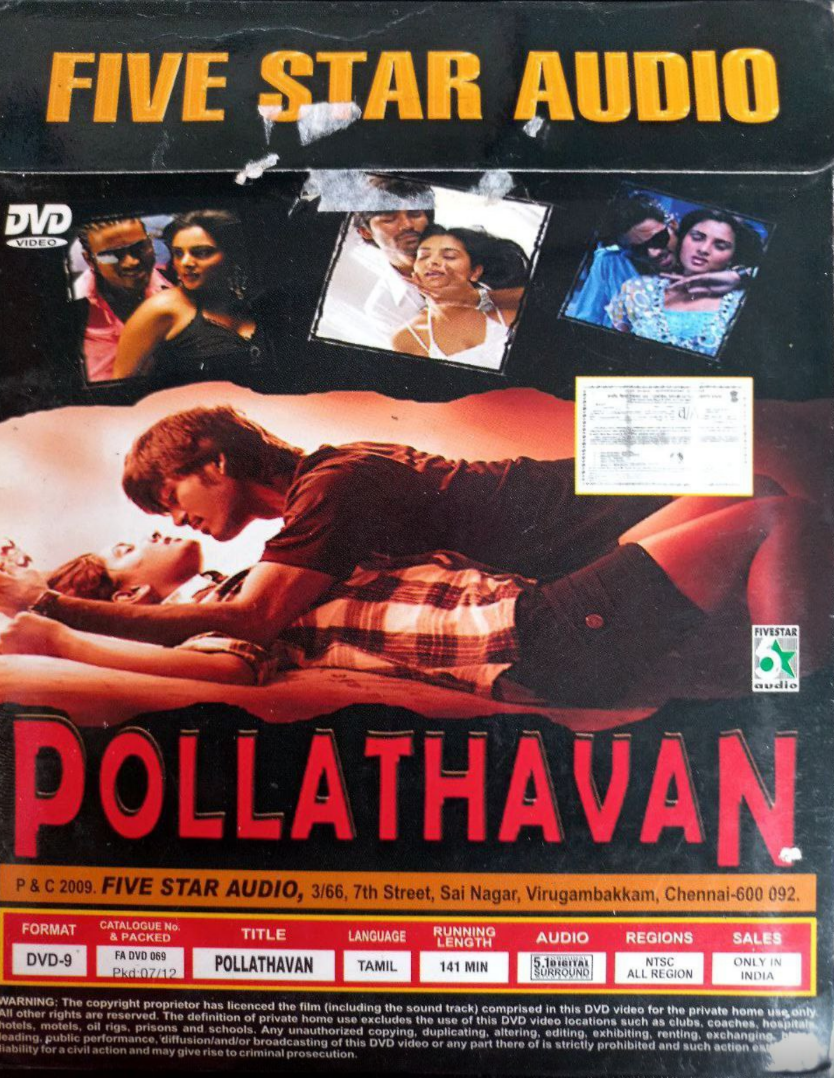 FIVE STAR AUDIO
DVD
VIDEO
d/
FIVESTAR
audio
POLLATHAVAN
P & C 2009. FIVE STAR AUDIO, 3/66, 7th Street, Sai Nagar, Virugambakkam, Chennai-600 092.
FORMAT CATALOGUE No. & PACKED TITLE LANGUAGE RUNNING LENGTH AUDIO REGIONS SALES
DVD-9 FA DVD 069 Pkd:07/12 POLLATHAVAN TAMIL 141 MIN 5.1 DIGITAL SURROUND NTSC ALL REGION ONLY IN INDIA
WARNING: The copyright proprietor has licenced the film (including the sound track) comprised in this DVD video for the private home use only
All other rights are reserved. The definition of private home use excludes the use of this DVD video locations such as clubs, coaches, hospitals
hotels, motels, oil rigs, prisons and schools. Any unauthorized copying, duplicating, altering, editing, exhibiting, renting, exchanging,
leading, public performance, diffusion/and/or broadcasting of this DVD video or any part there of is strictly prohibited and such action
liability for a civil action and may give rise to criminal prosecution.